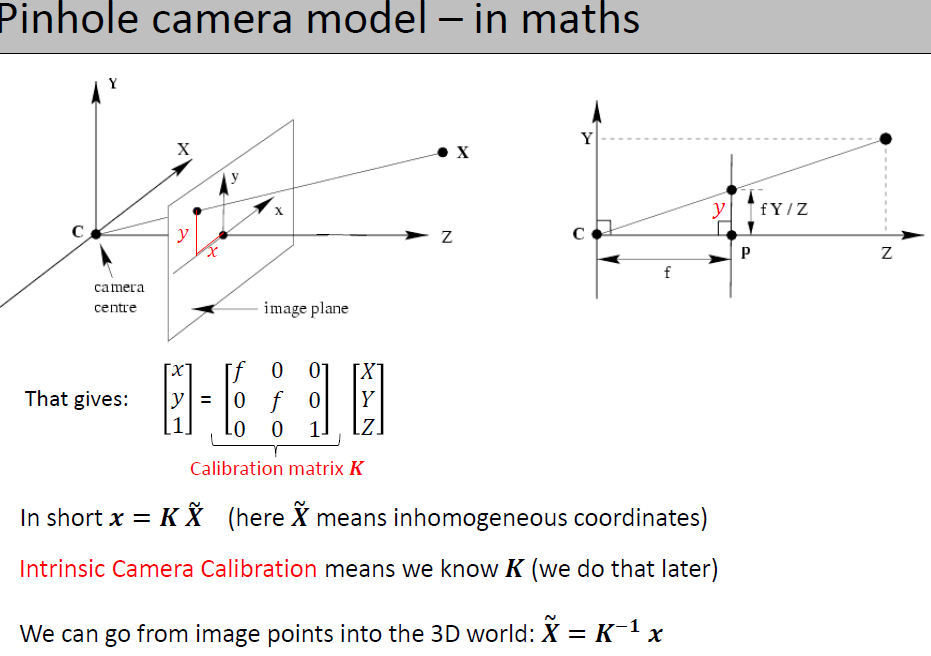 Pinhole camera model – in maths
Y
X
C
camera
centre
y
x
y
x
image plane
X
Z
Y
C
y
f Y / Z
p
f
Z
That gives: [x y 1] = [f 0 0; 0 f 0; 0 0 1] [X Y Z]
Calibration matrix K
In short x = K X̃ (here X̃ means inhomogeneous coordinates)
Intrinsic Camera Calibration means we know K (we do that later)
We can go from image points into the 3D world: X̃ = K⁻¹ x